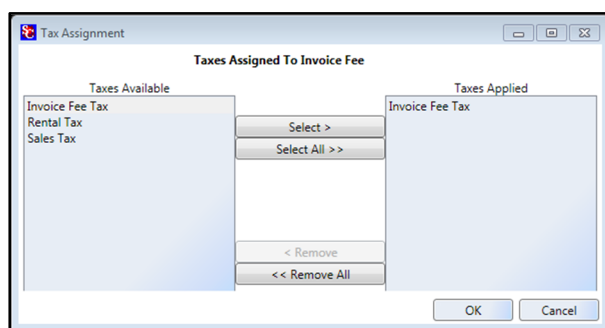 Tax Assignment
Taxes Assigned To Invoice Fee
Taxes Available
Taxes Applied
Invoice Fee Tax
Rental Tax
Sales Tax
Select >
Select All >>
< Remove
<< Remove All
Invoice Fee Tax
OK
Cancel